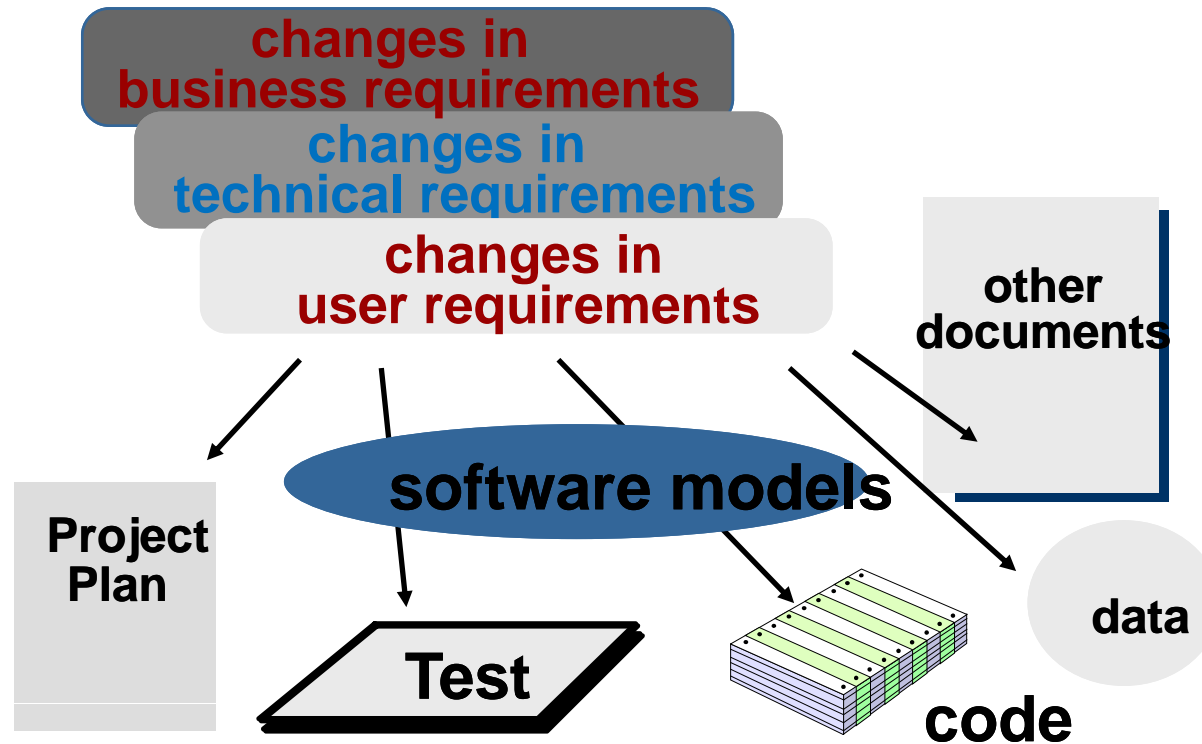 changes in
business requirements
changes in
technical requirements
changes in
user requirements
other
documents
software models
Project
Plan
Test
code
data